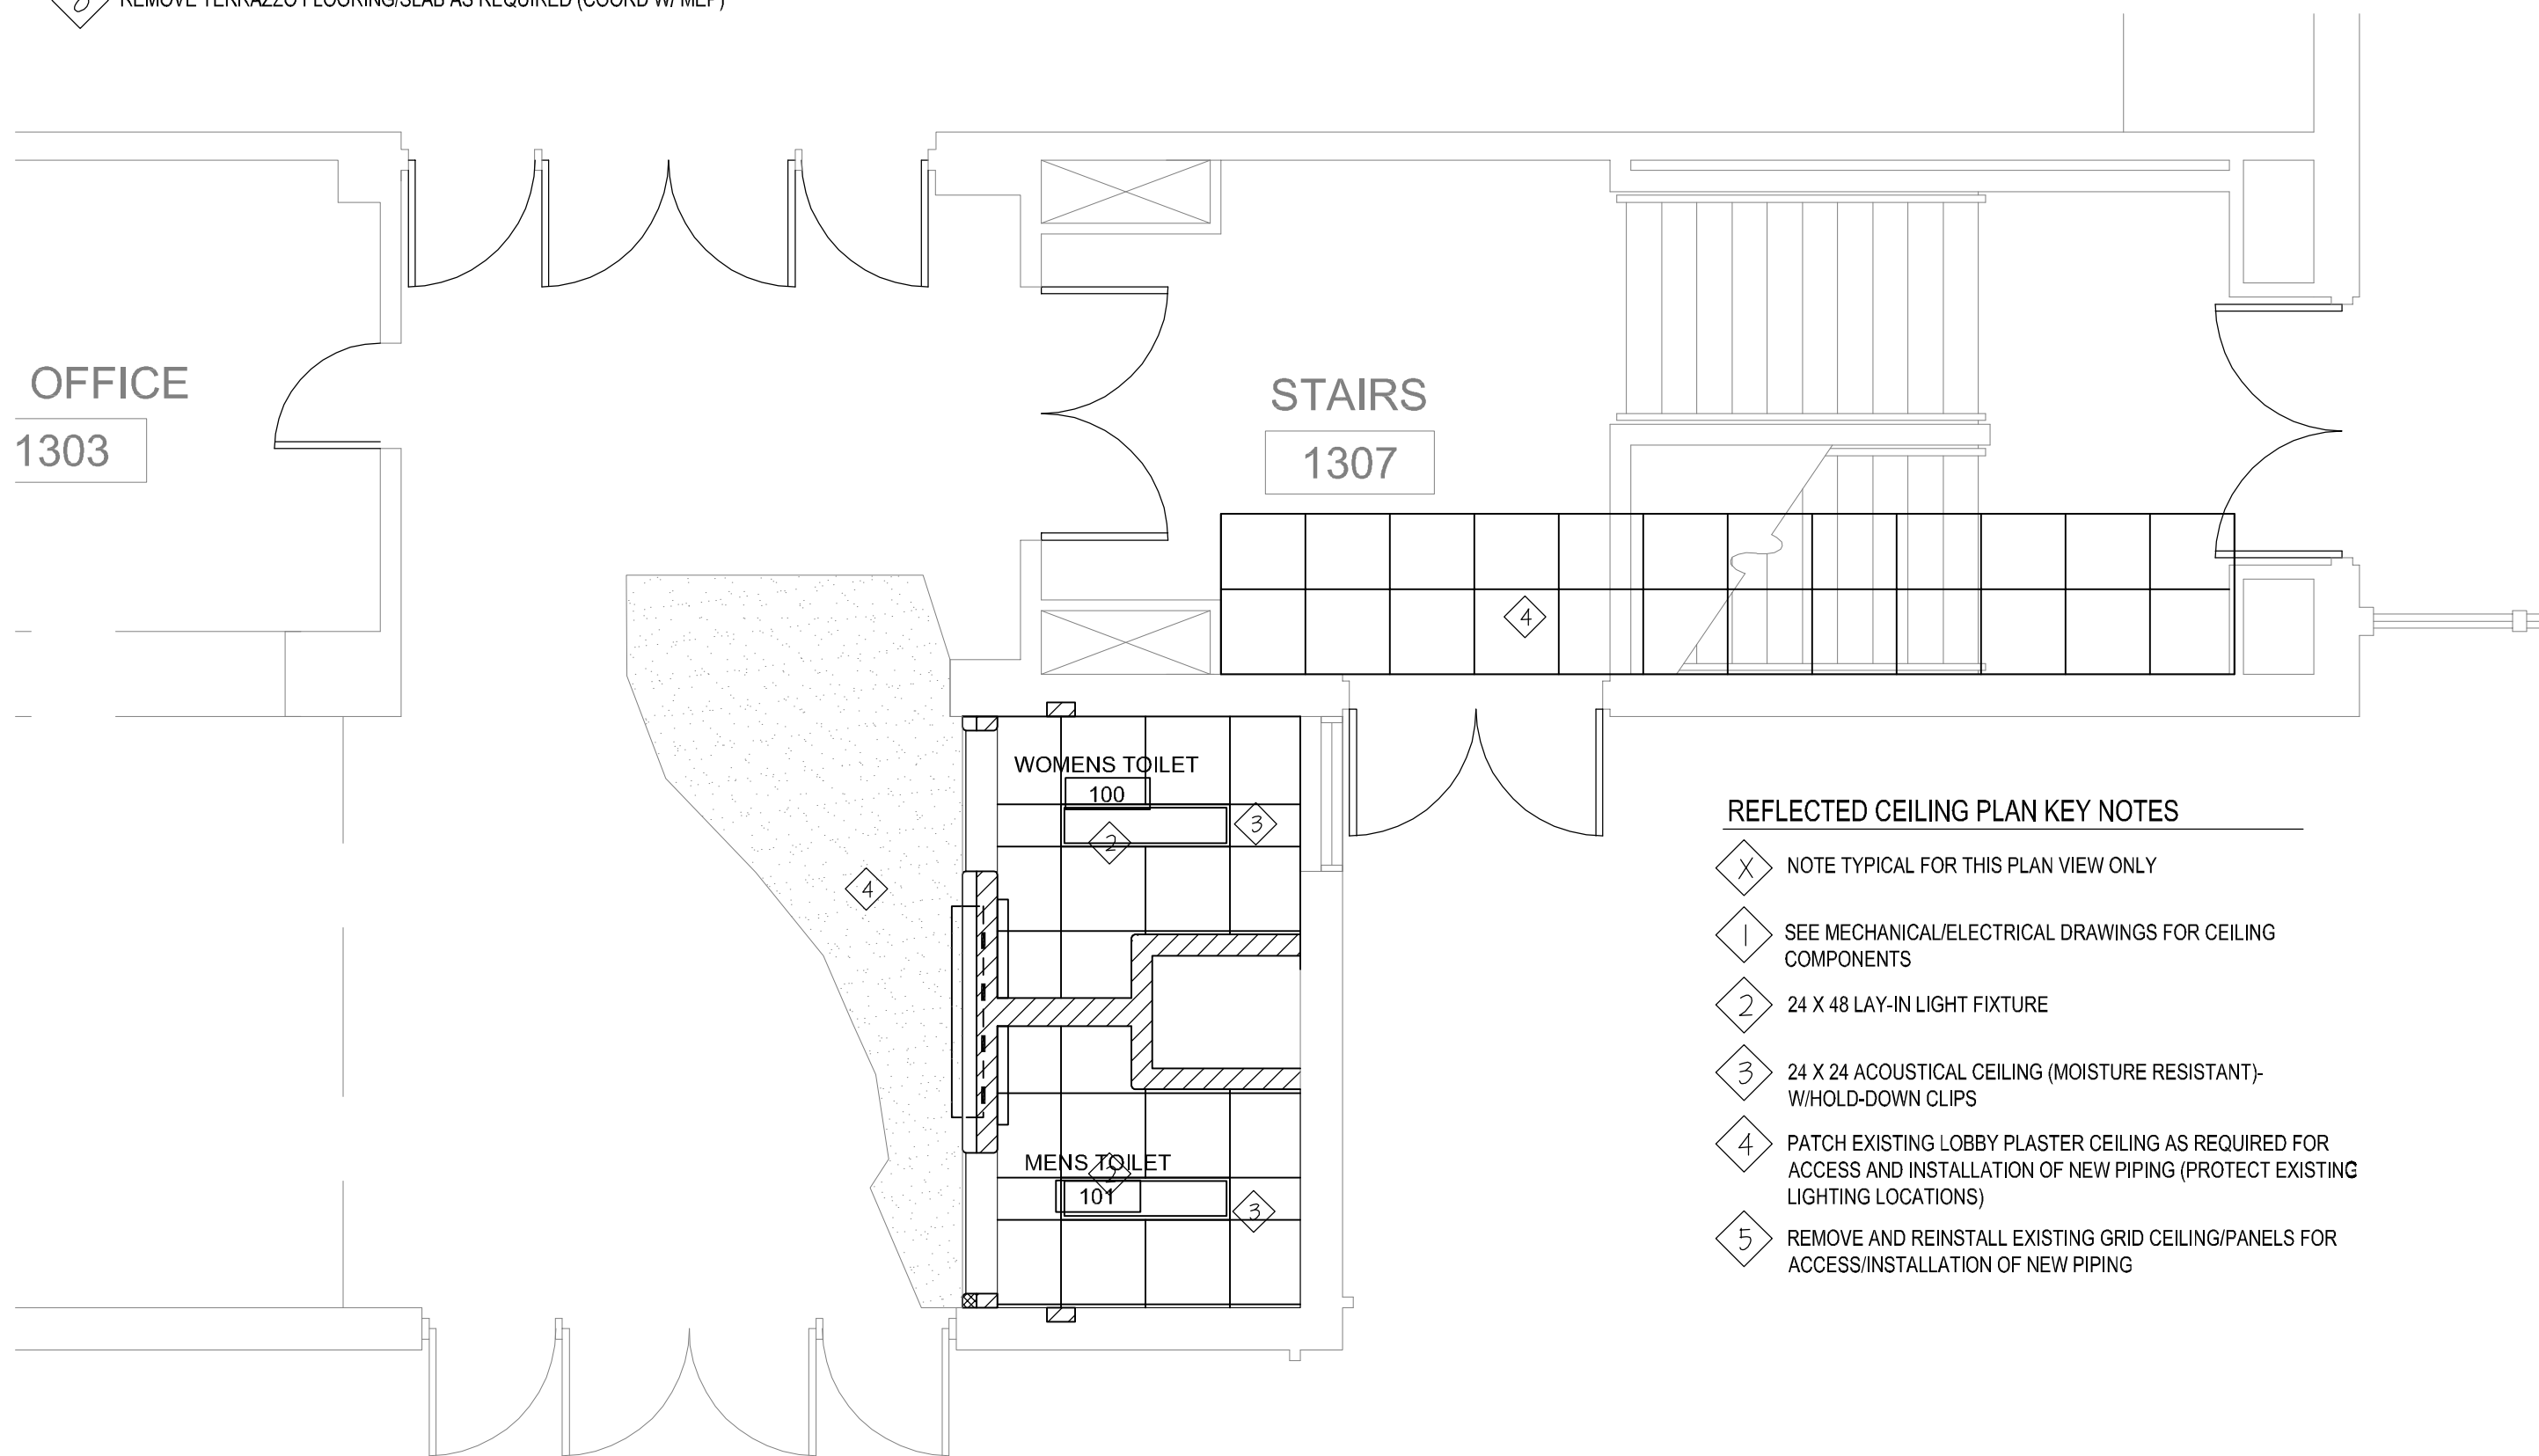 8 REMOVE TERRAZZO FLOORING/SLAB AS REQUIRED (COORD W/ MEP)
OFFICE
1303
STAIRS
1307
4
WOMENS TOILET
100
2
3
4
MENS TOILET
2
101
3
REFLECTED CEILING PLAN KEY NOTES
X NOTE TYPICAL FOR THIS PLAN VIEW ONLY
1 SEE MECHANICAL/ELECTRICAL DRAWINGS FOR CEILING
COMPONENTS
2 24 X 48 LAY-IN LIGHT FIXTURE
3 24 X 24 ACOUSTICAL CEILING (MOISTURE RESISTANT)-
W/HOLD-DOWN CLIPS
4 PATCH EXISTING LOBBY PLASTER CEILING AS REQUIRED FOR
ACCESS AND INSTALLATION OF NEW PIPING (PROTECT EXISTING
LIGHTING LOCATIONS)
5 REMOVE AND REINSTALL EXISTING GRID CEILING/PANELS FOR
ACCESS/INSTALLATION OF NEW PIPING